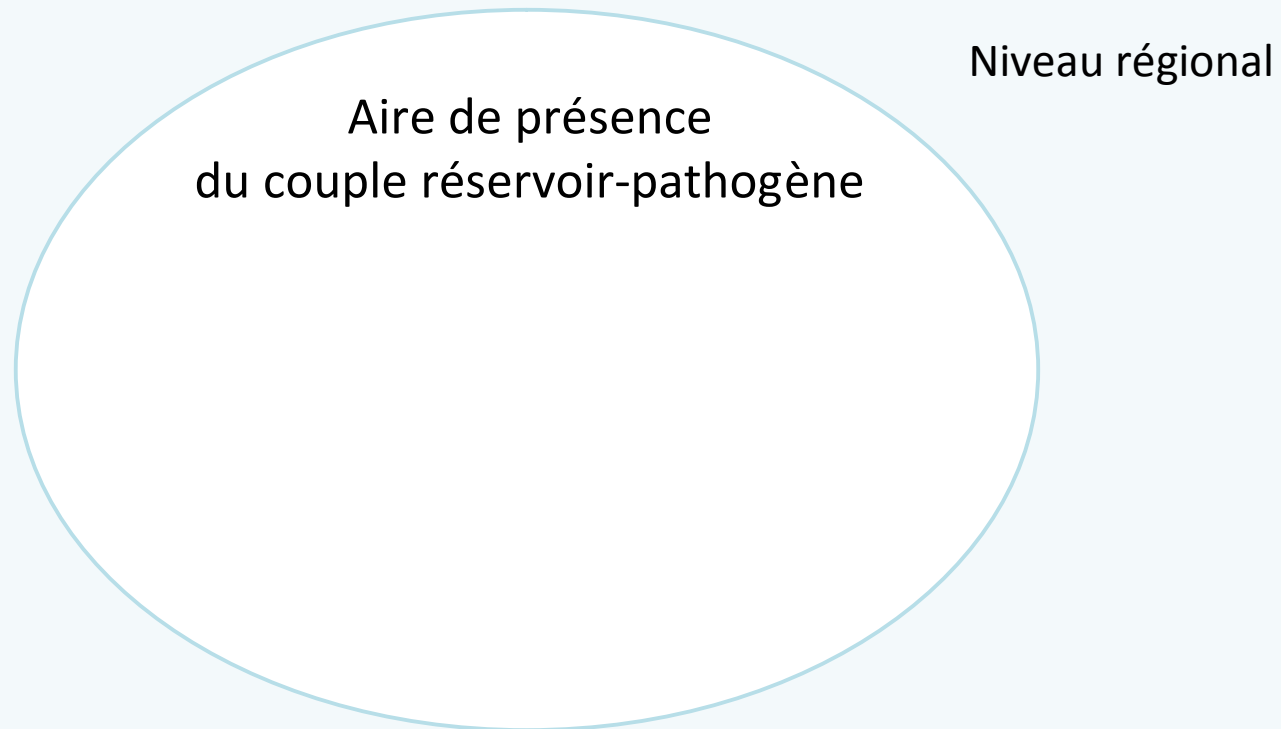 Niveau régional
Aire de présence
du couple réservoir-pathogène